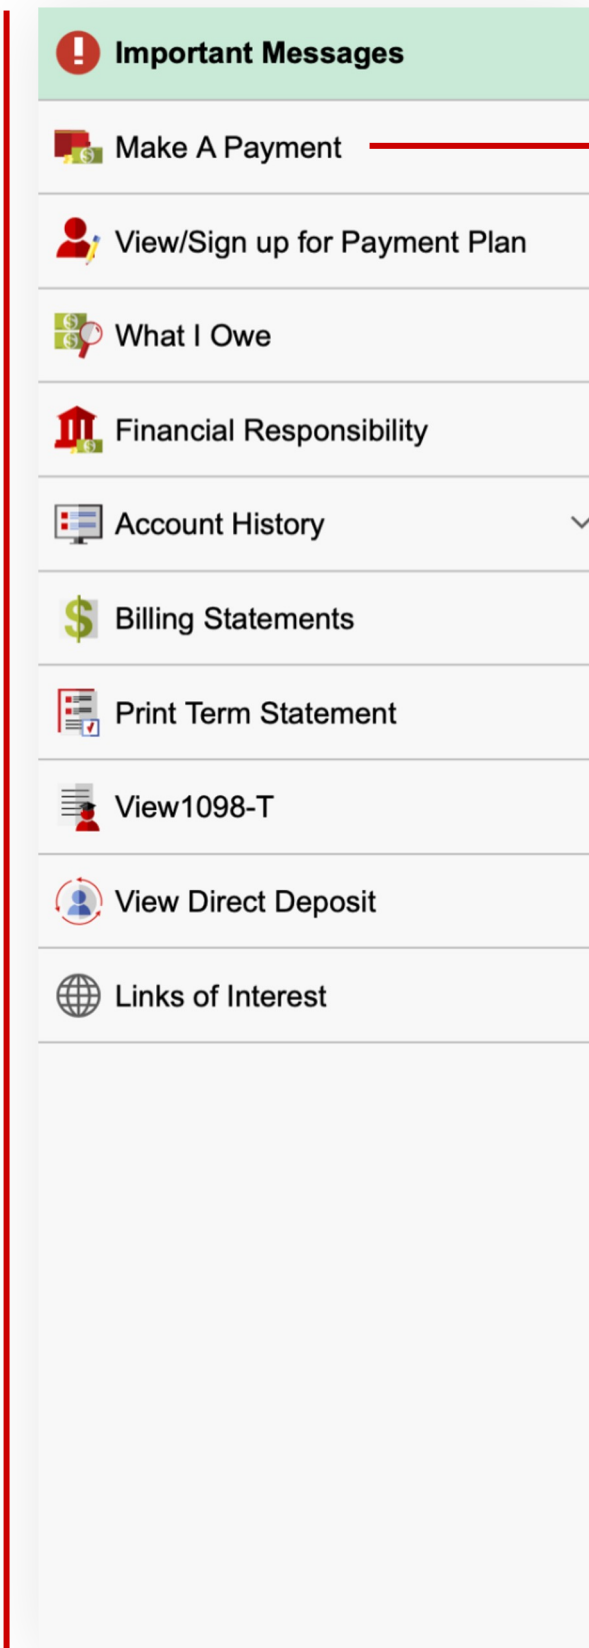 Important Messages
Make A Payment
View/Sign up for Payment Plan
What I Owe
Financial Responsibility
Account History
Billing Statements
Print Term Statement
View1098-T
View Direct Deposit
Links of Interest